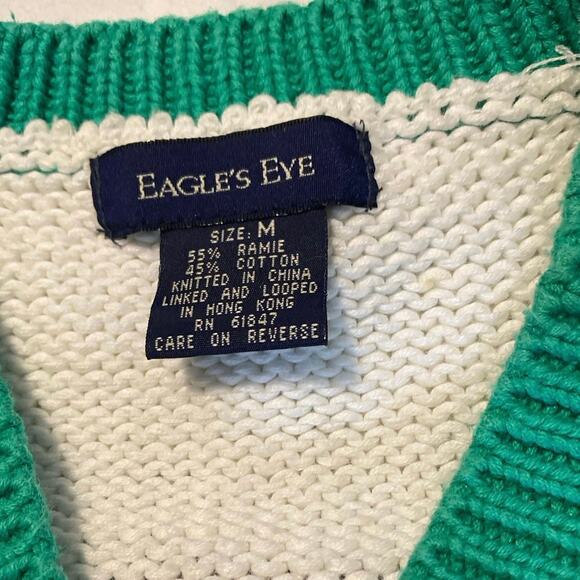 EAGLE'S EYE
SIZE: M
55% RAMIE
45% COTTON
KNITTED IN CHINA
LINKED AND LOOPED
IN HONG KONG
RN 61847
CARE ON REVERSE